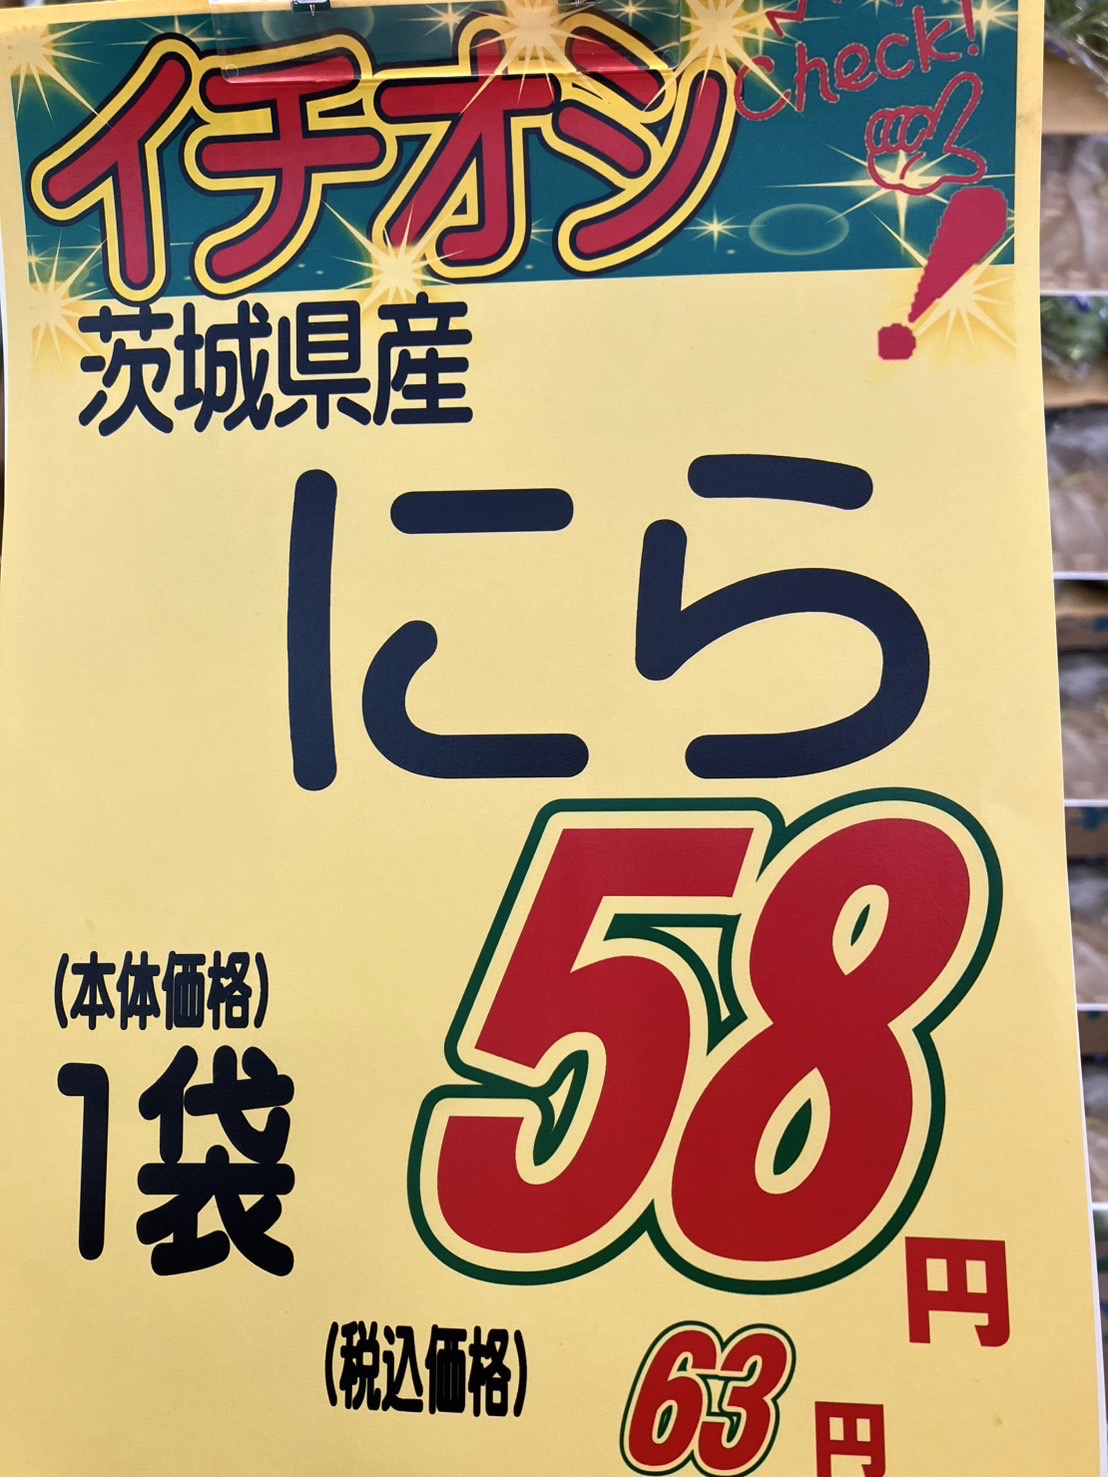 イチオシ
Check!
茨城県産
にら
(本体価格)
1袋
58円
(税込価格)
63円